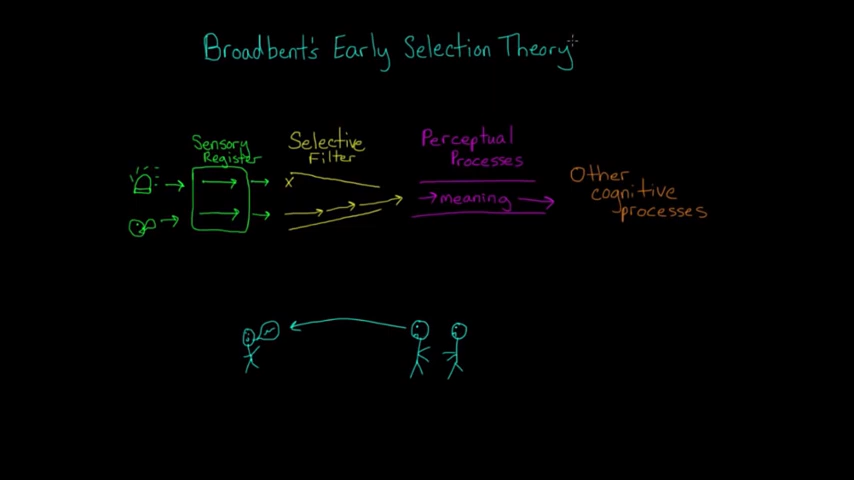 Broadbent's Early Selection Theory
Sensory
Register
Selective
Filter
Perceptual
Processes
x
meaning
Other
cognitive
processes